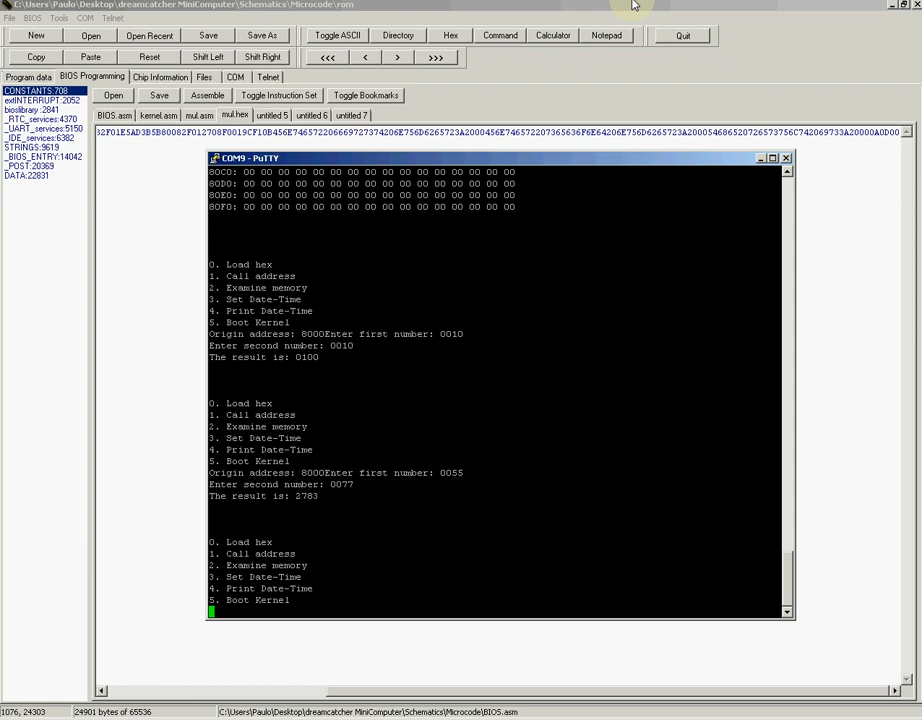 C:\Users\Paulo\Desktop\dreamcatcher MiniComputer\Schematics\Microcode\rom
File BIOS Tools COM Telnet
New Open Open Recent Save Save As Toggle ASCII Directory Hex Command Calculator Notepad Quit
Copy Paste Reset Shift Left Shift Right <<< < > >>>
Program data BIOS Programming Chip Information Files COM Telnet
CONSTANTS:708
extINTERRUPT:2052
bioslibrary :2841
_RTC_services:4370
_UART_services:5150
_IDE_services:6382
STRINGS:9619
_BIOS_ENTRY:14042
_POST:20369
DATA:22831
Open Save Assemble Toggle Instruction Set Toggle Bookmarks
BIOS.asm kernel.asm mul.asm mul.hex untitled 5 untitled 6 untitled 7
COM9 - PuTTY
80C0: 00 00 00 00 00 00 00 00 00 00 00 00 00 00 00 00
80D0: 00 00 00 00 00 00 00 00 00 00 00 00 00 00 00 00
80E0: 00 00 00 00 00 00 00 00 00 00 00 00 00 00 00 00
80F0: 00 00 00 00 00 00 00 00 00 00 00 00 00 00 00 00
0. Load hex
1. Call address
2. Examine memory
3. Set Date-Time
4. Print Date-Time
5. Boot Kernel
Origin address: 8000Enter first number: 0010
Enter second number: 0010
The result is: 0100
0. Load hex
1. Call address
2. Examine memory
3. Set Date-Time
4. Print Date-Time
5. Boot Kernel
Origin address: 8000Enter first number: 0055
Enter second number: 0077
The result is: 2783
0. Load hex
1. Call address
2. Examine memory
3. Set Date-Time
4. Print Date-Time
5. Boot Kernel
1076, 24303 24901 bytes of 65536 C:\Users\Paulo\Desktop\dreamcatcher MiniComputer\Schematics\Microcode\BIOS.asm